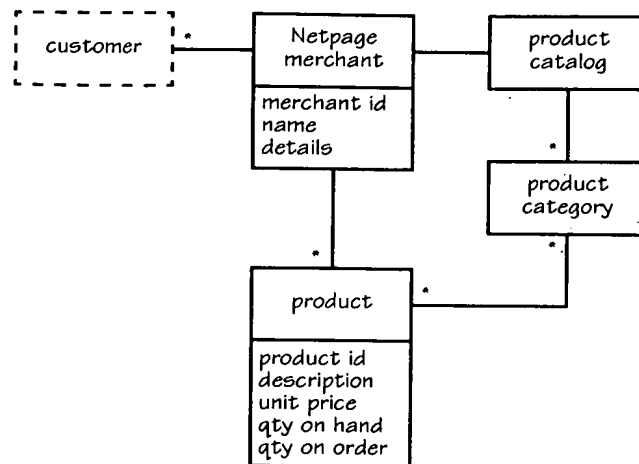 customer
*
Netpage
merchant
merchant id
name
details
product
catalog
*
product
category
*
*
product
*
product id
description
unit price
qty on hand
qty on order